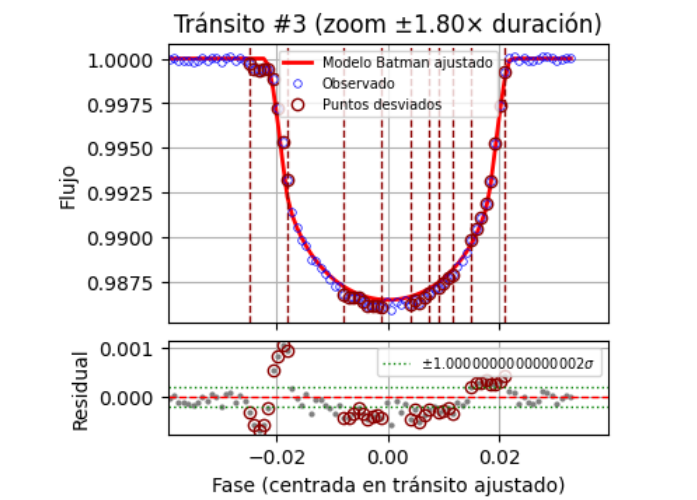 Tránsito #3 (zoom ±1.80× duración)
1.0000
0.9975
0.9950
0.9925
0.9900
0.9875
Flujo
Modelo Batman ajustado
Observado
Puntos desviados
0.001
0.000
Residual
±1.0000000000000002σ
−0.02 0.00 0.02
Fase (centrada en tránsito ajustado)